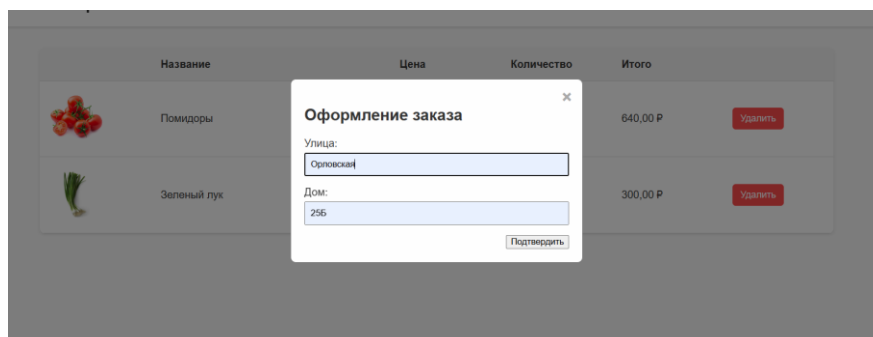 Название Цена Количество Итого
×
Оформление заказа
Помидоры 640,00 ₽ Удалить
Улица:
Орловская
Дом:
Зеленый лук 300,00 ₽ Удалить
25Б
Подтвердить